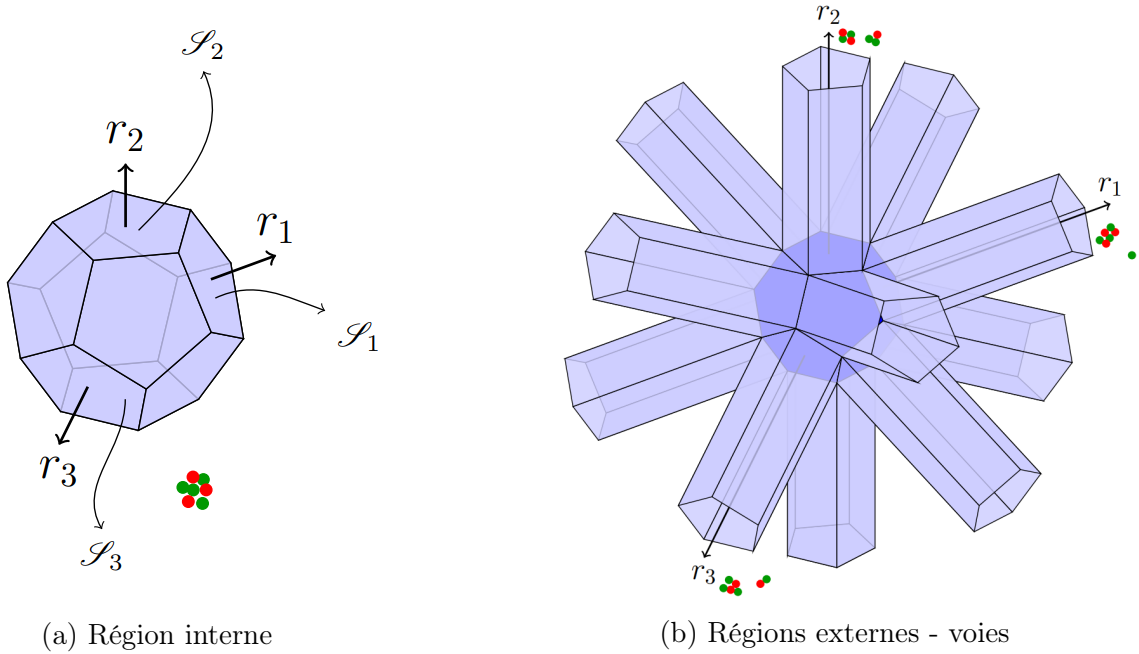 𝒮₂
r₂
r₁
𝒮₁
r₃
𝒮₃
(a) Région interne
r₂
r₁
r₃
(b) Régions externes - voies